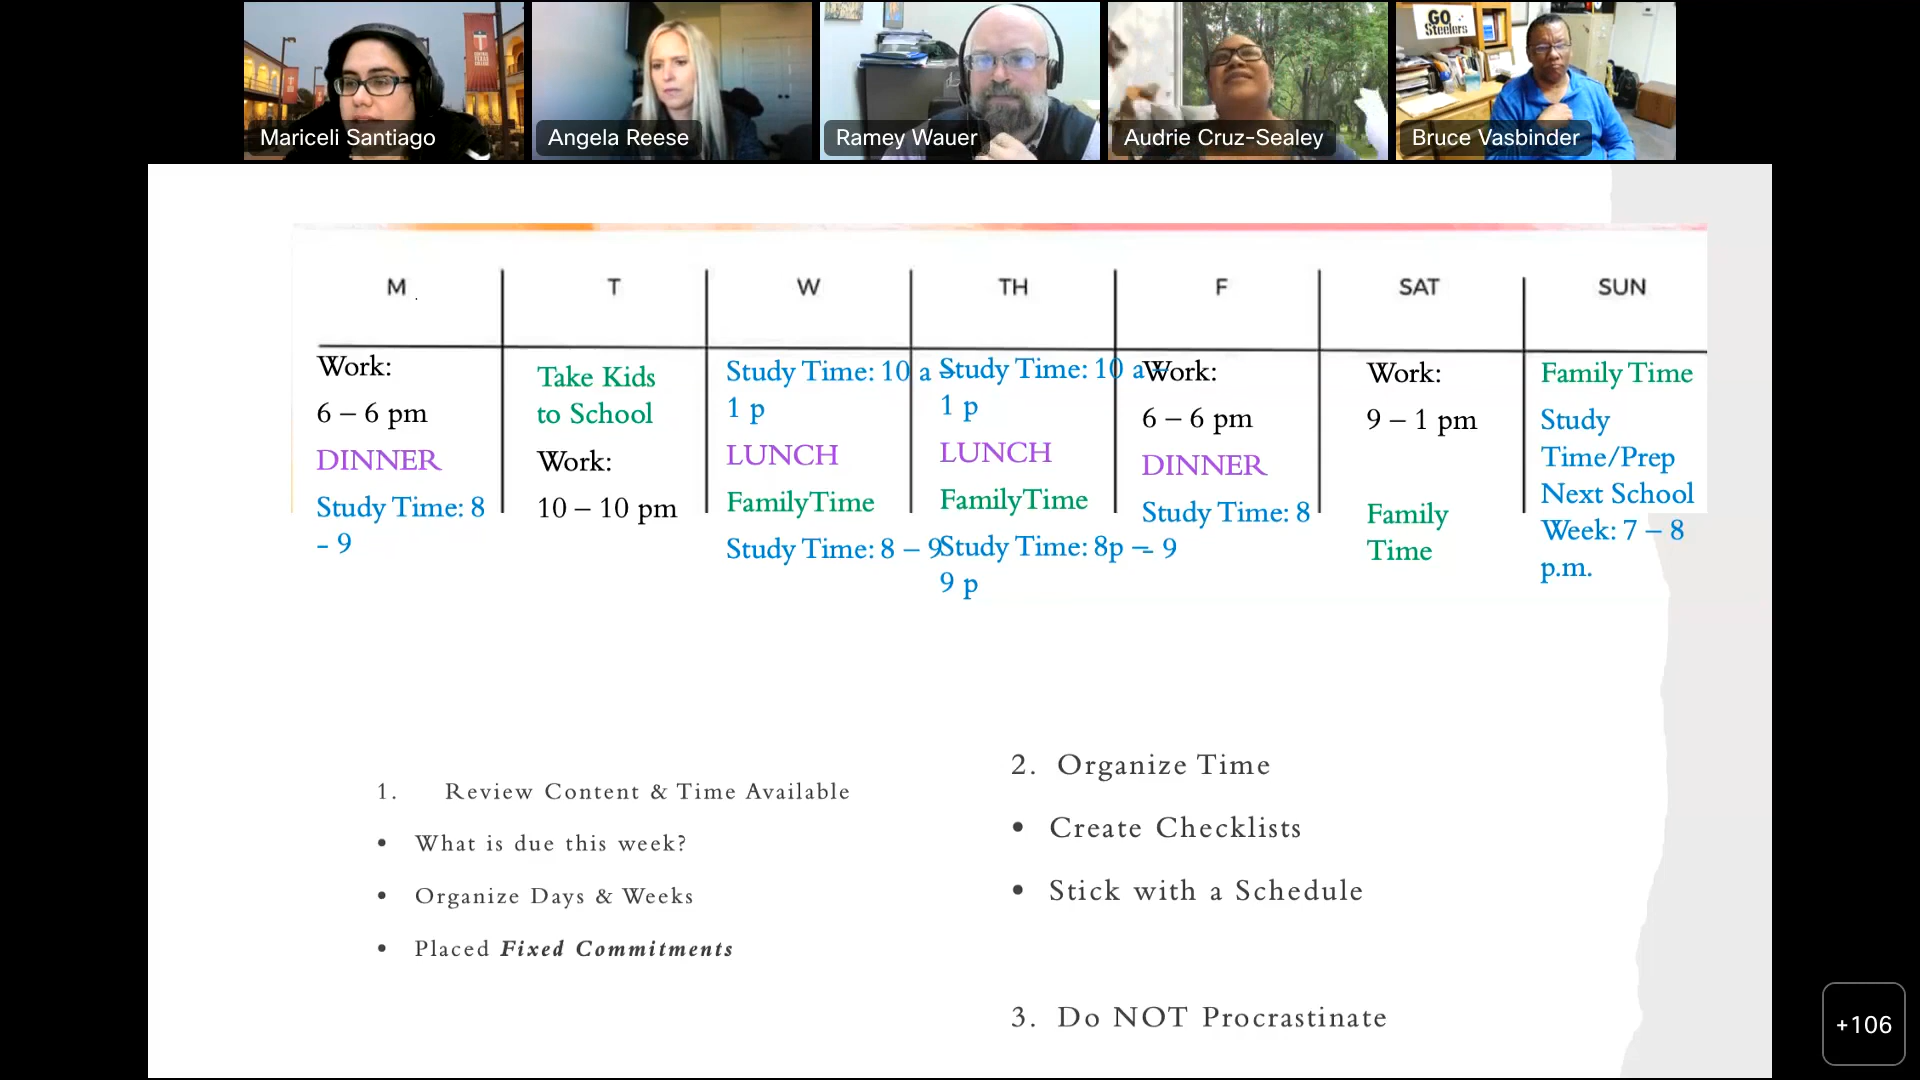 GO
Steelers
Mariceli Santiago
Angela Reese
Ramey Wauer
Audrie Cruz-Sealey
Bruce Vasbinder
M
T
W
TH
F
SAT
SUN
Work:
6 – 6 pm
DINNER
Study Time: 8
- 9
Take Kids
to School
Work:
10 – 10 pm
Study Time: 10 a –
1 p
LUNCH
FamilyTime
Study Time: 8 – 9
Study Time: 10 a –
1 p
LUNCH
FamilyTime
Study Time: 8p –
9 p
Work:
6 – 6 pm
DINNER
Study Time: 8
- 9
Work:
9 – 1 pm
Family
Time
Family Time
Study
Time/Prep
Next School
Week: 7 – 8
p.m.
1. Review Content & Time Available
• What is due this week?
• Organize Days & Weeks
• Placed Fixed Commitments
2. Organize Time
• Create Checklists
• Stick with a Schedule
3. Do NOT Procrastinate
+106